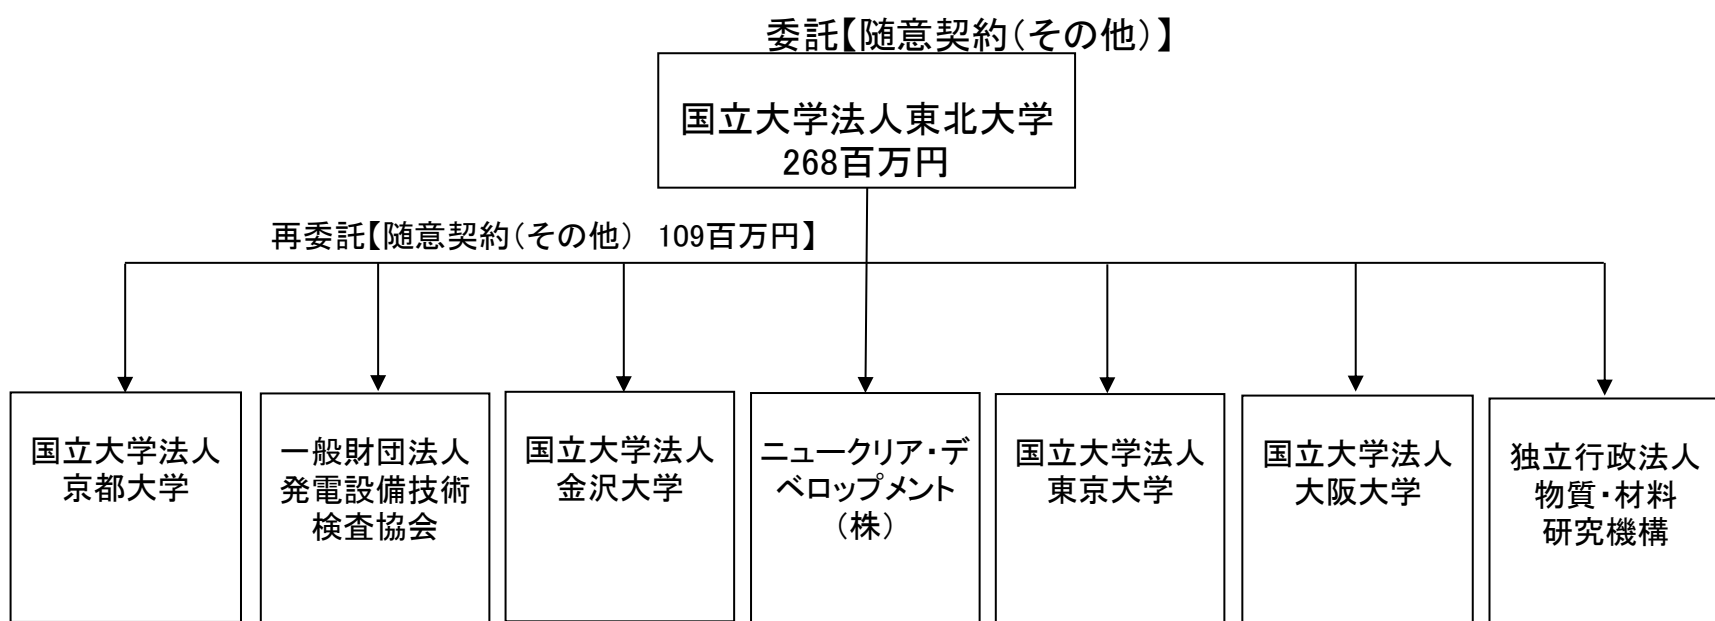 委託【随意契約(その他)】
国立大学法人東北大学
268百万円
再委託【随意契約(その他) 109百万円】
国立大学法人
京都大学
一般財団法人
発電設備技術
検査協会
国立大学法人
金沢大学
ニュークリア・デ
ベロップメント
(株)
国立大学法人
東京大学
国立大学法人
大阪大学
独立行政法人
物質・材料
研究機構